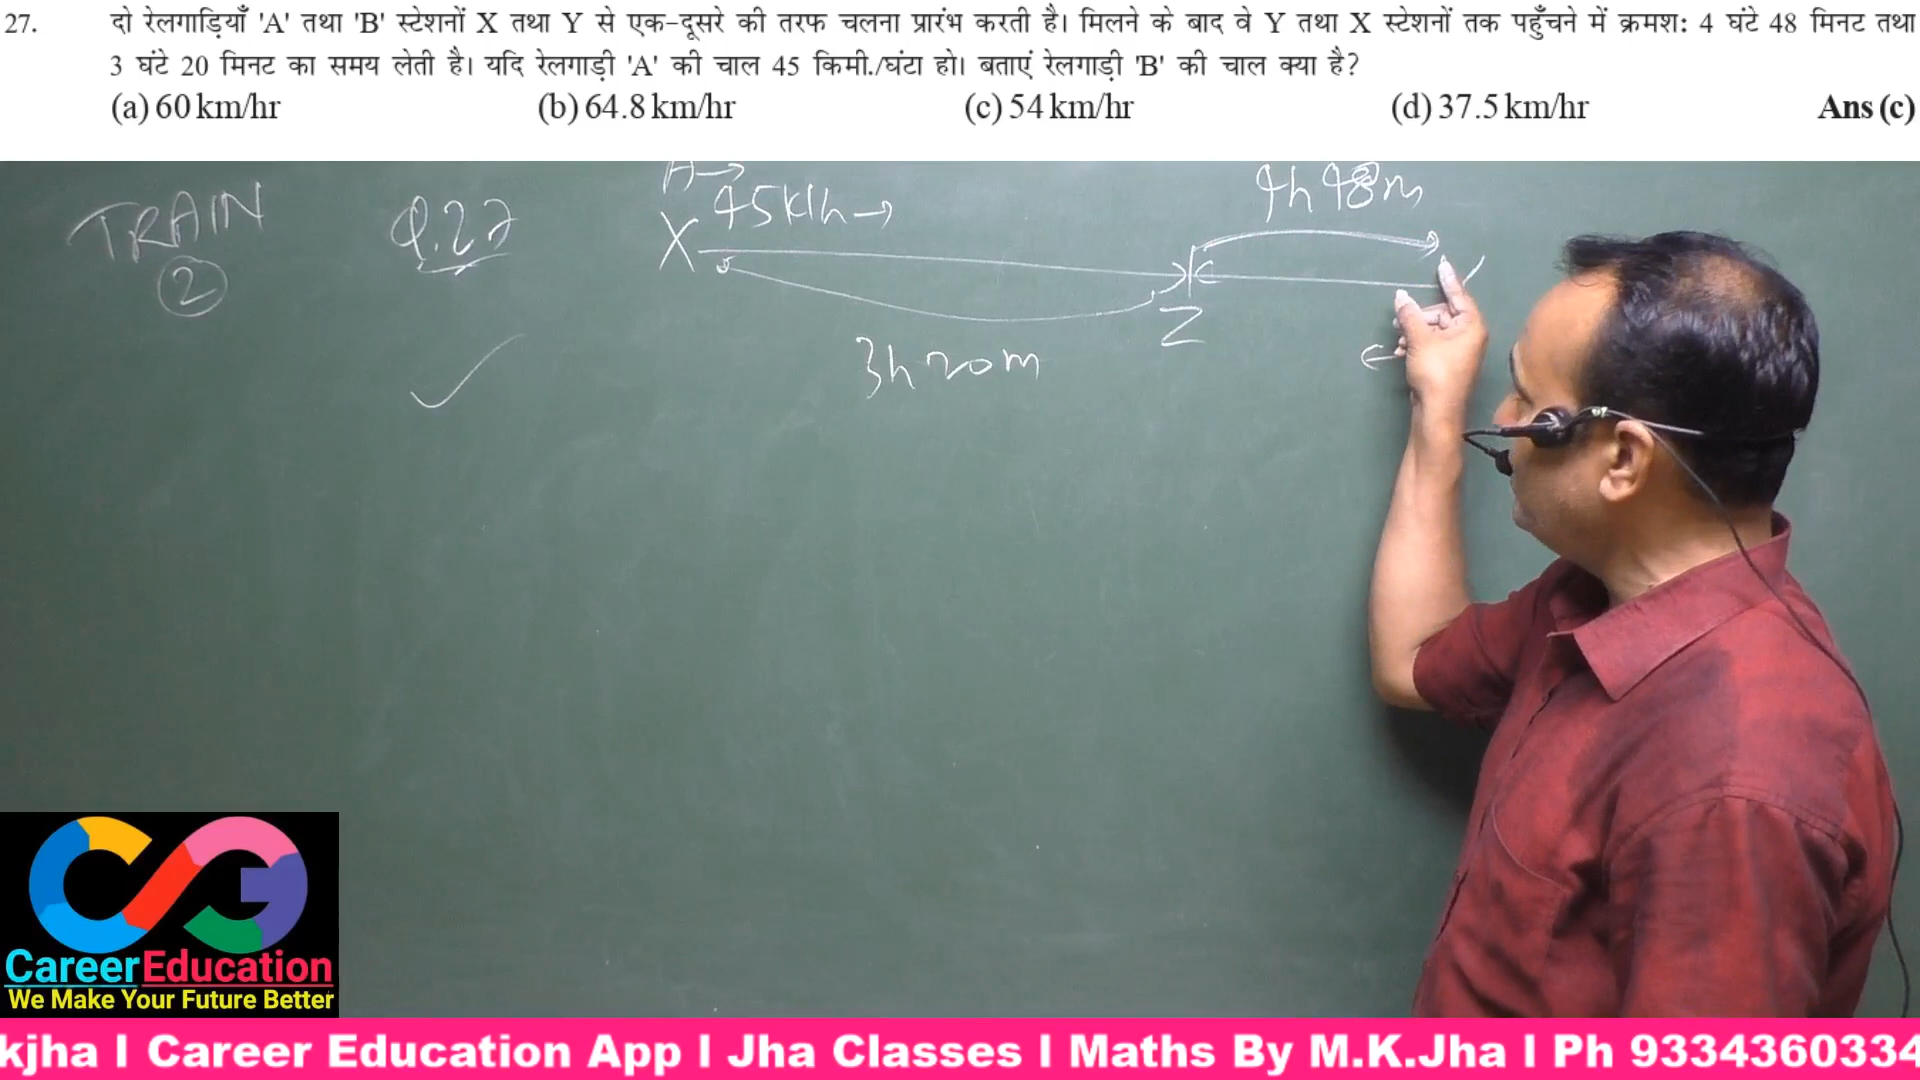 27. दो रेलगाड़ियाँ 'A' तथा 'B' स्टेशनों X तथा Y से एक-दूसरे की तरफ चलना प्रारंभ करती है। मिलने के बाद वे Y तथा X स्टेशनों तक पहुँचने में क्रमश: 4 घंटे 48 मिनट तथा
3 घंटे 20 मिनट का समय लेती है। यदि रेलगाड़ी 'A' की चाल 45 किमी./घंटा हो। बताएं रेलगाड़ी 'B' की चाल क्या है?
(a) 60 km/hr (b) 64.8 km/hr (c) 54 km/hr (d) 37.5 km/hr Ans (c)
A→
TRAIN Q.27 X 45k/h→ 4h 48m
2
Z
3h 20m
Career Education
We Make Your Future Better
kjha I Career Education App I Jha Classes I Maths By M.K.Jha I Ph 9334360334